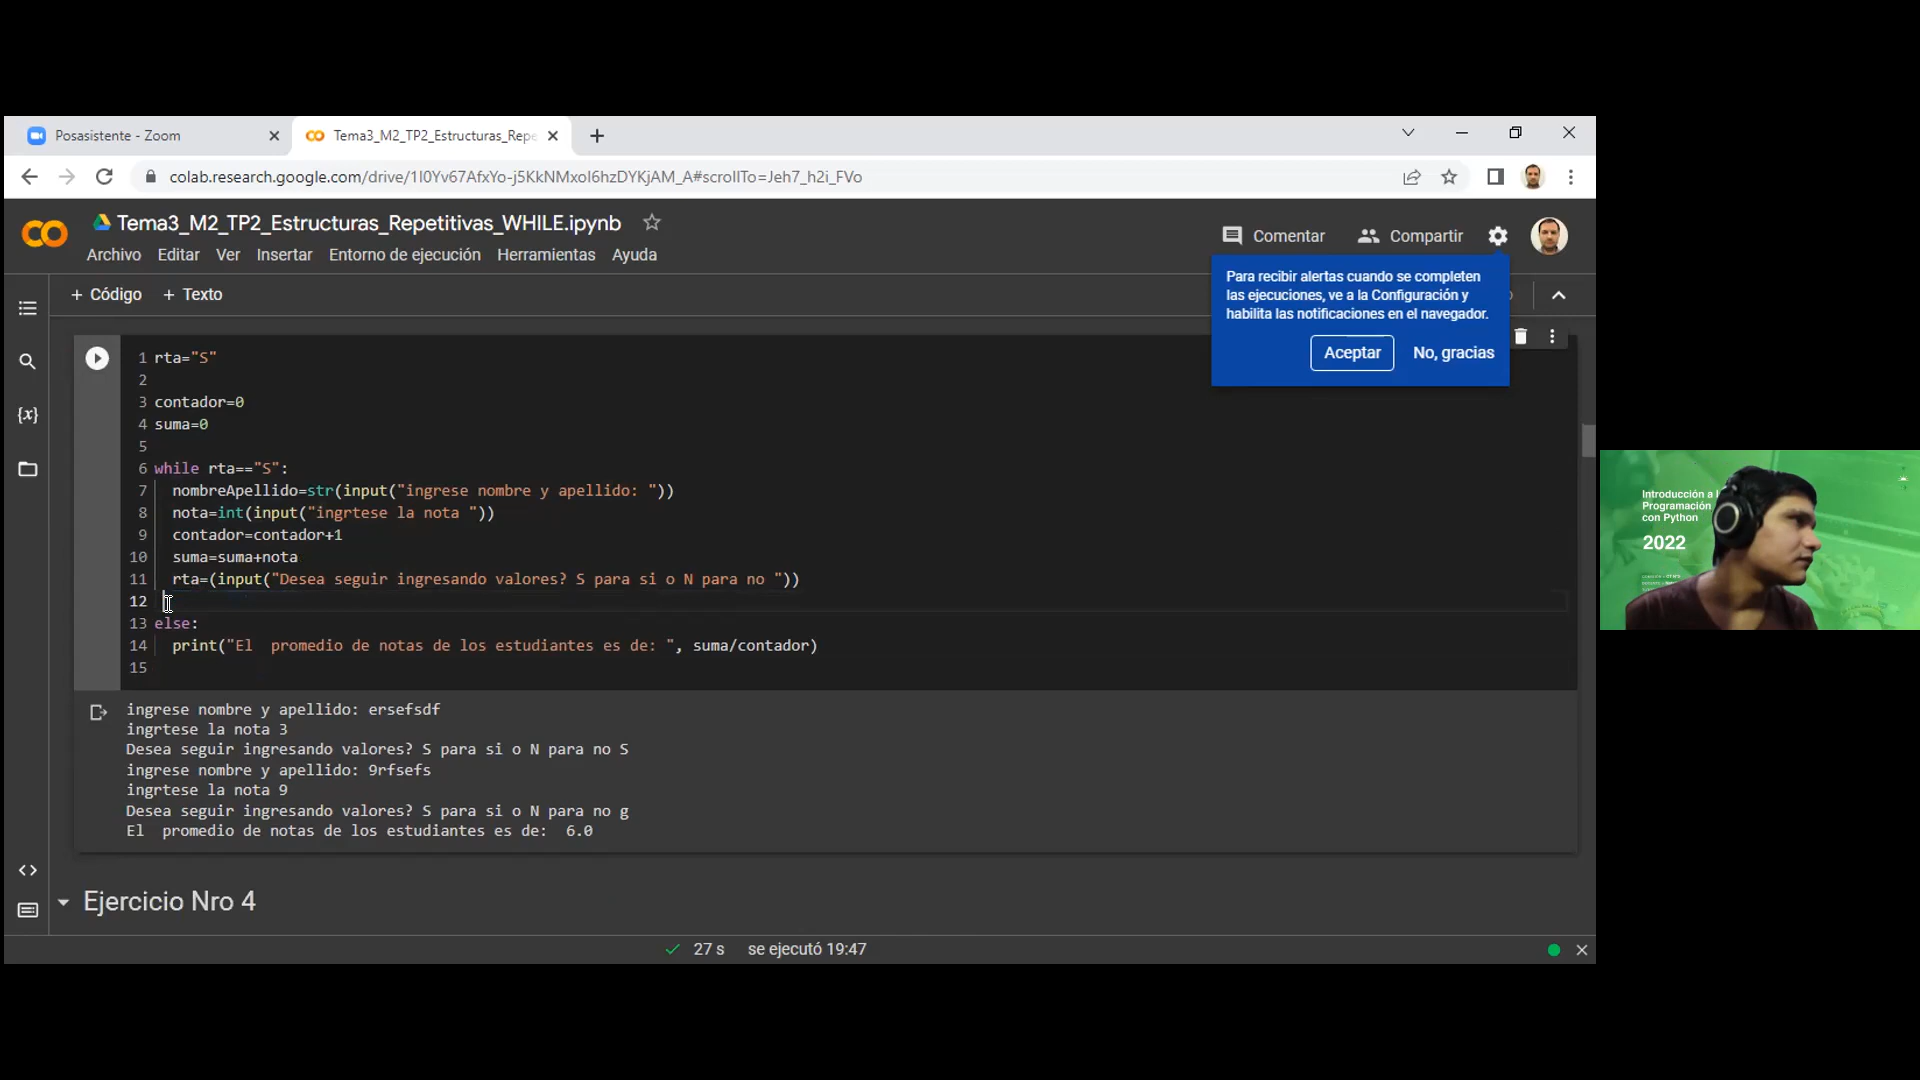 Posasistente - Zoom
Tema3_M2_TP2_Estructuras_Repe
colab.research.google.com/drive/1I0Yv67AfxYo-j5KkNMxoI6hzDYKjAM_A#scrollTo=Jeh7_h2i_FVo
Tema3_M2_TP2_Estructuras_Repetitivas_WHILE.ipynb
Archivo Editar Ver Insertar Entorno de ejecución Herramientas Ayuda
Comentar Compartir
+ Código + Texto
Para recibir alertas cuando se completen
las ejecuciones, ve a la Configuración y
habilita las notificaciones en el navegador.
Aceptar No, gracias
1 rta="S"
2
3 contador=0
4 suma=0
5
6 while rta=="S":
7 nombreApellido=str(input("ingrese nombre y apellido: "))
8 nota=int(input("ingrtese la nota "))
9 contador=contador+1
10 suma=suma+nota
11 rta=(input("Desea seguir ingresando valores? S para si o N para no "))
12
13 else:
14 print("El  promedio de notas de los estudiantes es de: ", suma/contador)
15
ingrese nombre y apellido: ersefsdf
ingrtese la nota 3
Desea seguir ingresando valores? S para si o N para no S
ingrese nombre y apellido: 9rfsefs
ingrtese la nota 9
Desea seguir ingresando valores? S para si o N para no g
El  promedio de notas de los estudiantes es de:  6.0
Ejercicio Nro 4
27 s se ejecutó 19:47
Introducción a l
Programación
con Python
2022